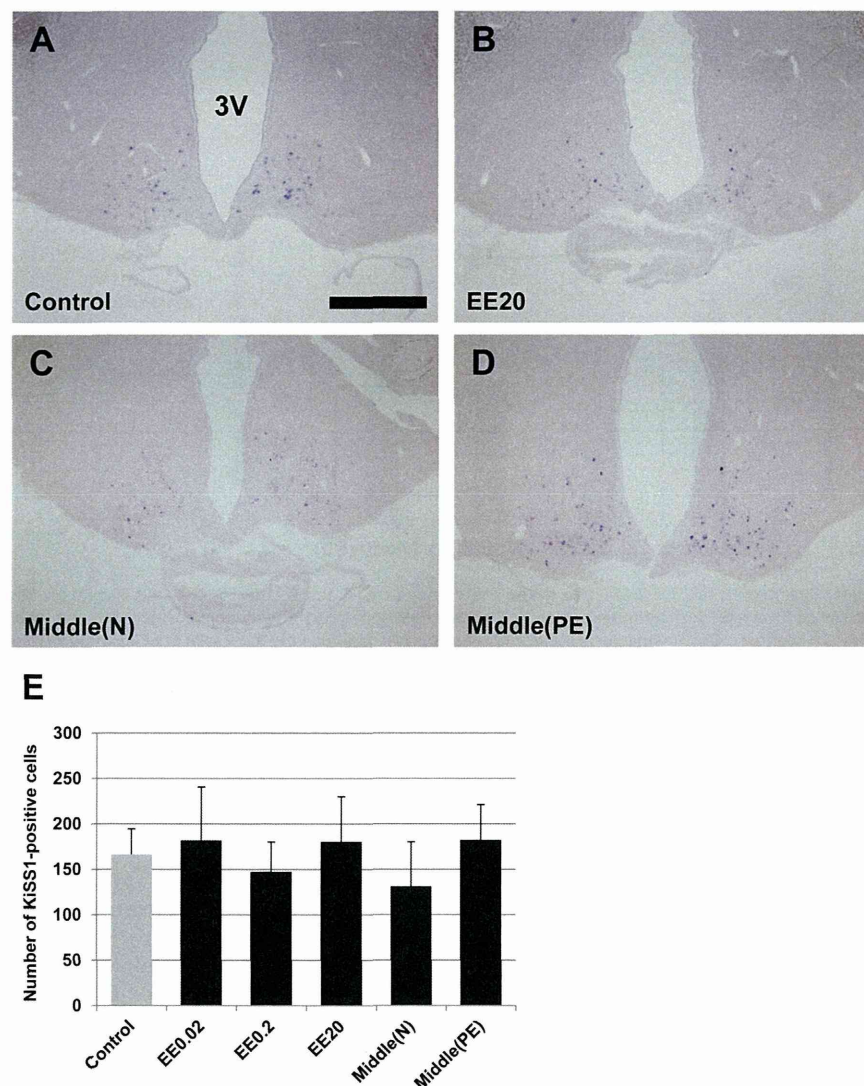 A
3V
Control
B
EE20
C
Middle(N)
D
Middle(PE)
E
Number of KiSS1-positive cells
300
250
200
150
100
50
0
Control
EE0.02
EE0.2
EE20
Middle(N)
Middle(PE)